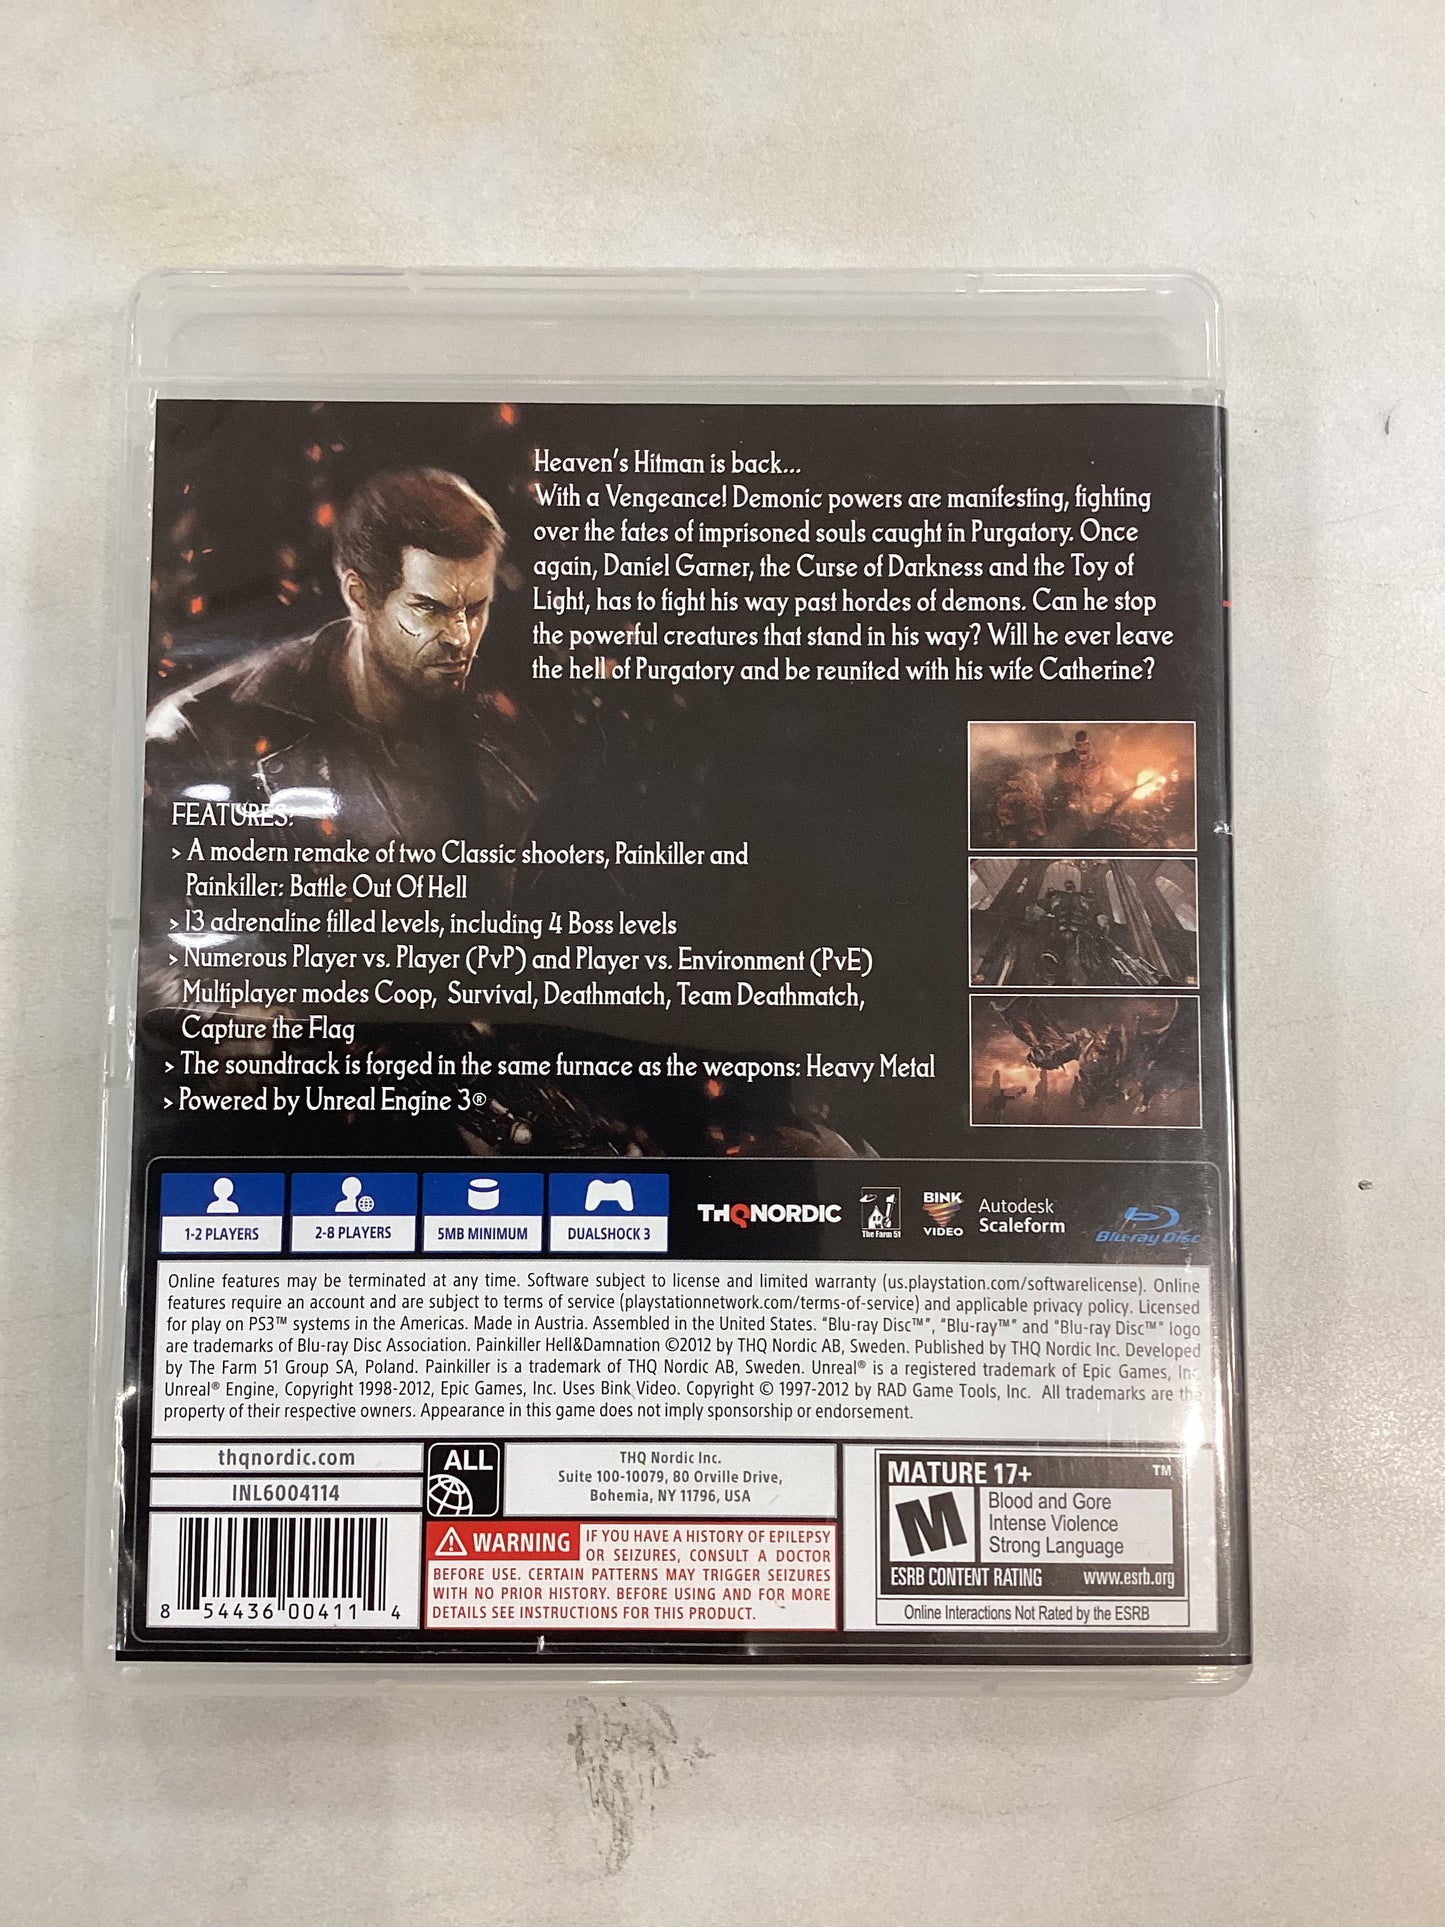 Heaven's Hitman is back...
With a Vengeance! Demonic powers are manifesting, fighting
over the fates of imprisoned souls caught in Purgatory. Once
again, Daniel Garner, the Curse of Darkness and the Toy of
Light, has to fight his way past hordes of demons. Can he stop
the powerful creatures that stand in his way? Will he ever leave
the hell of Purgatory and be reunited with his wife Catherine?
FEATURES:
> A modern remake of two Classic shooters, Painkiller and
Painkiller: Battle Out Of Hell
> 13 adrenaline filled levels, including 4 Boss levels
> Numerous Player vs. Player (PvP) and Player vs. Environment (PvE)
Multiplayer modes Coop, Survival, Deathmatch, Team Deathmatch,
Capture the Flag
> The soundtrack is forged in the same furnace as the weapons: Heavy Metal
> Powered by Unreal Engine 3®
1-2 PLAYERS
2-8 PLAYERS
5MB MINIMUM
DUALSHOCK 3
THQNORDIC
The Farm 51
BINK
VIDEO
Autodesk
Scaleform
Blu-ray Disc
Online features may be terminated at any time. Software subject to license and limited warranty (us.playstation.com/softwarelicense). Online
features require an account and are subject to terms of service (playstationnetwork.com/terms-of-service) and applicable privacy policy. Licensed
for play on PS3™ systems in the Americas. Made in Austria. Assembled in the United States. "Blu-ray Disc™", "Blu-ray™" and "Blu-ray Disc™" logo
are trademarks of Blu-ray Disc Association. Painkiller Hell&Damnation ©2012 by THQ Nordic AB, Sweden. Published by THQ Nordic Inc. Developed
by The Farm 51 Group SA, Poland. Painkiller is a trademark of THQ Nordic AB, Sweden. Unreal® is a registered trademark of Epic Games, Inc.
Unreal® Engine, Copyright 1998-2012, Epic Games, Inc. Uses Bink Video. Copyright © 1997-2012 by RAD Game Tools, Inc. All trademarks are the
property of their respective owners. Appearance in this game does not imply sponsorship or endorsement.
thqnordic.com
INL6004114
8 54436 00411 4
ALL
THQ Nordic Inc.
Suite 100-10079, 80 Orville Drive,
Bohemia, NY 11796, USA
WARNING IF YOU HAVE A HISTORY OF EPILEPSY
OR SEIZURES, CONSULT A DOCTOR
BEFORE USE. CERTAIN PATTERNS MAY TRIGGER SEIZURES
WITH NO PRIOR HISTORY. BEFORE USING AND FOR MORE
DETAILS SEE INSTRUCTIONS FOR THIS PRODUCT.
MATURE 17+ ™
M
Blood and Gore
Intense Violence
Strong Language
ESRB CONTENT RATING www.esrb.org
Online Interactions Not Rated by the ESRB